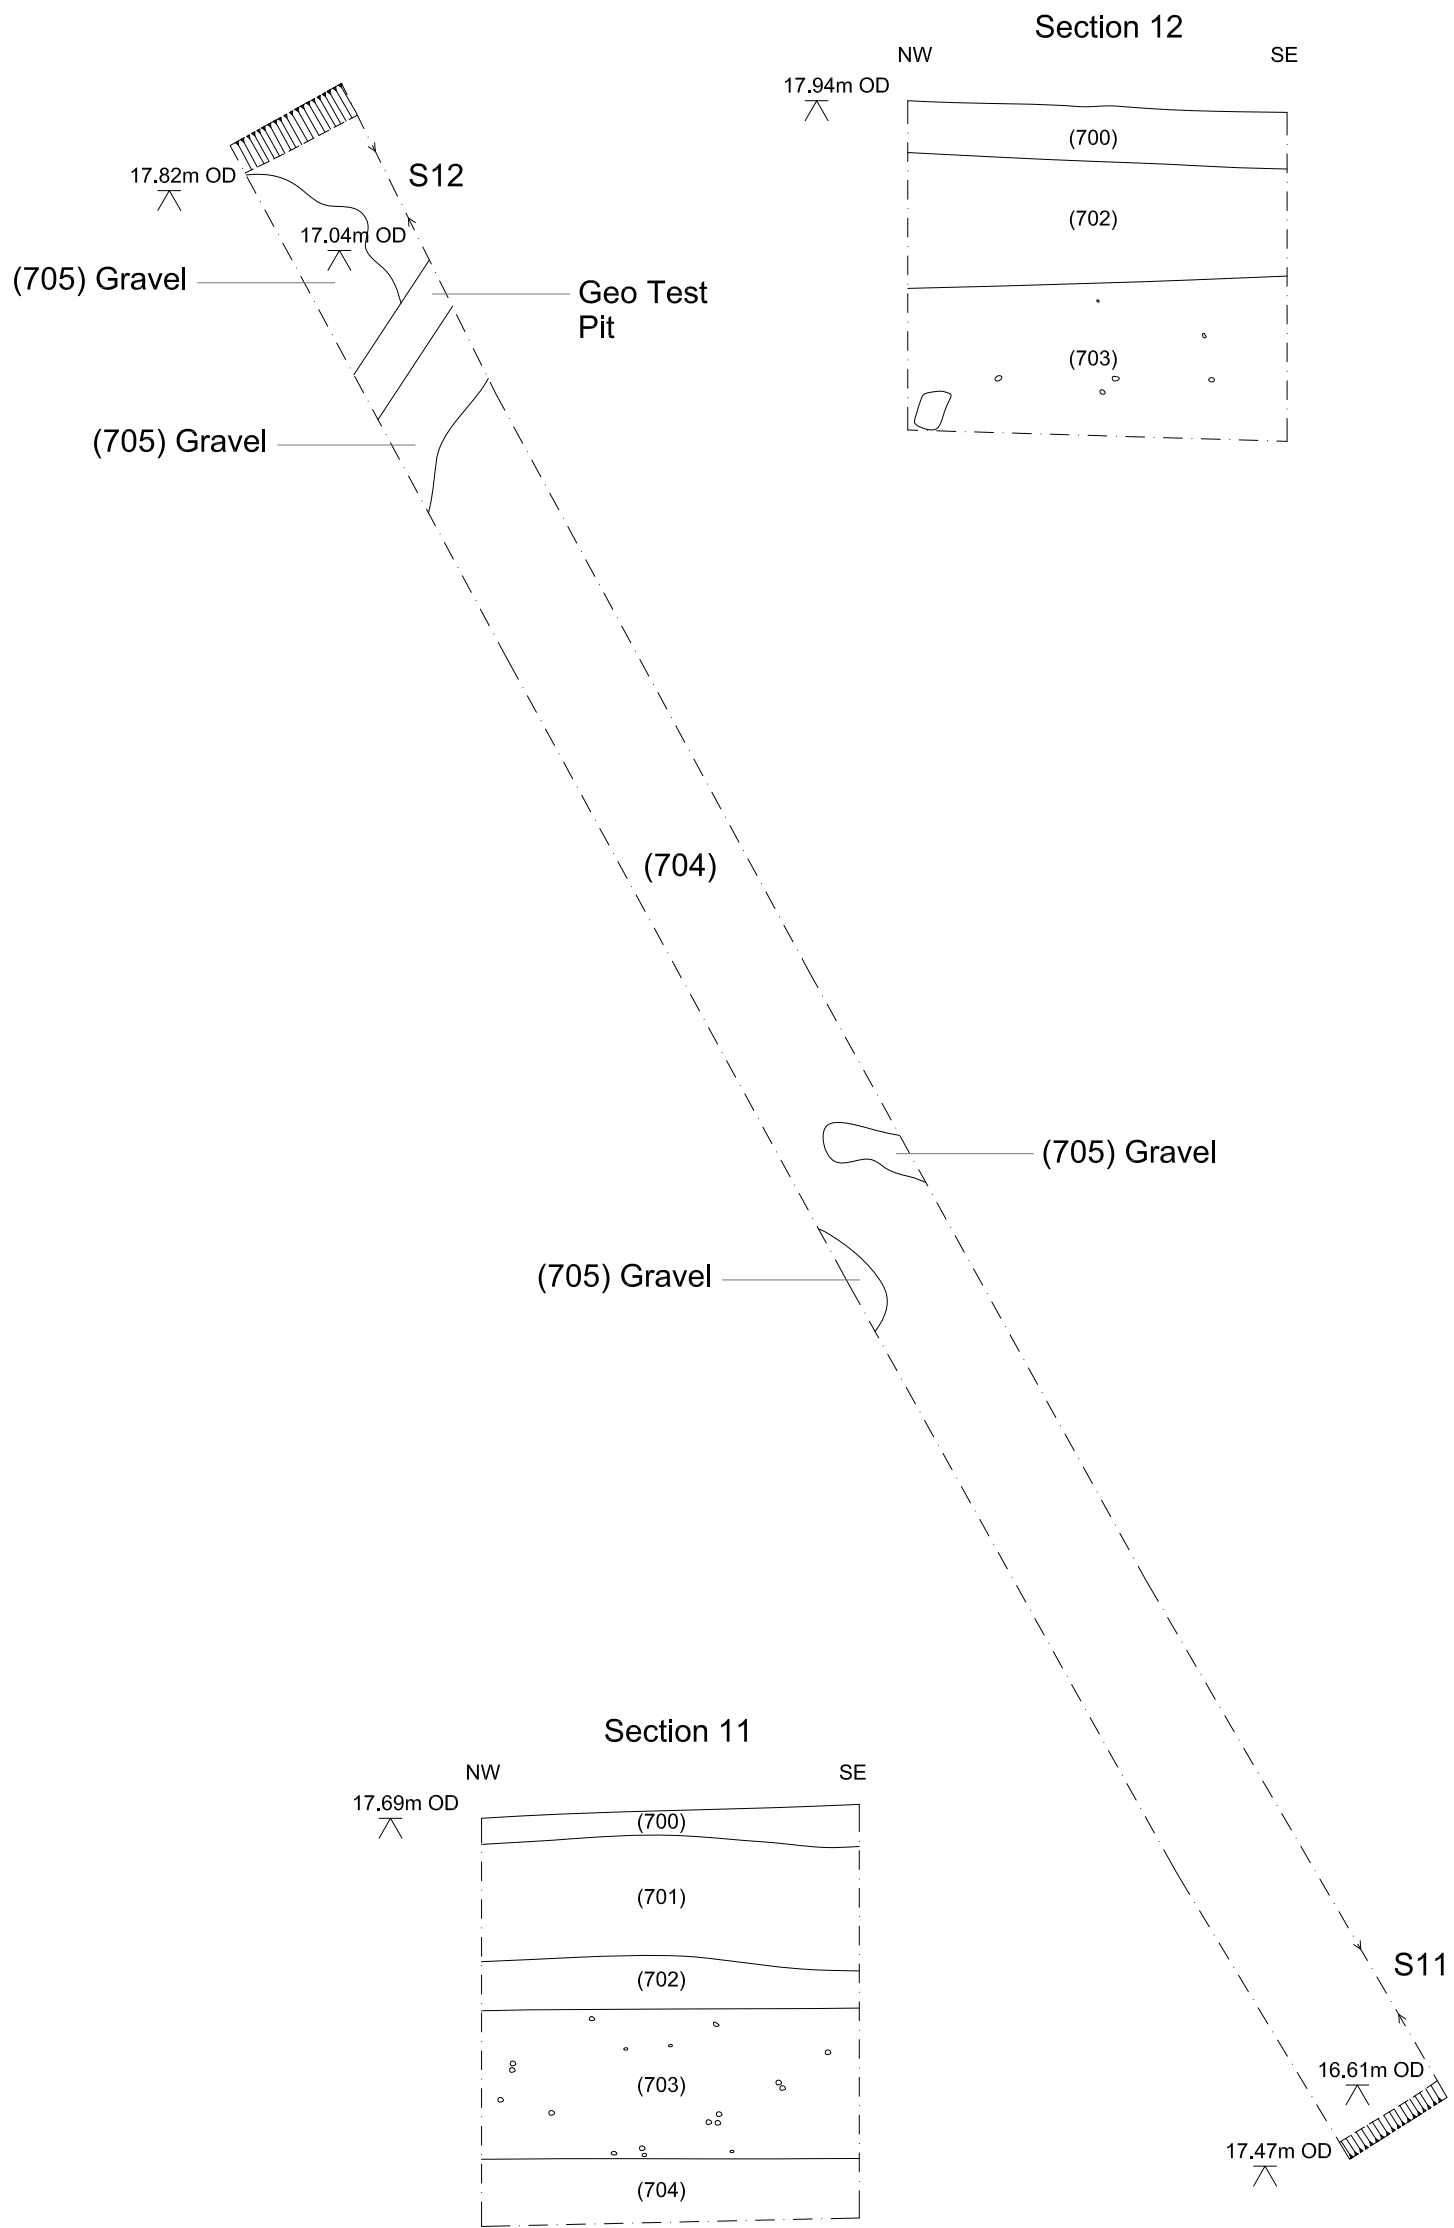 Section 12
NW
SE
17.94m OD
(700)
(702)
(703)
17.82m OD
S12
17.04m OD
(705) Gravel
Geo Test
Pit
(705) Gravel
(704)
(705) Gravel
(705) Gravel
Section 11
NW
SE
17.69m OD
(700)
(701)
(702)
(703)
(704)
S11
16.61m OD
17.47m OD